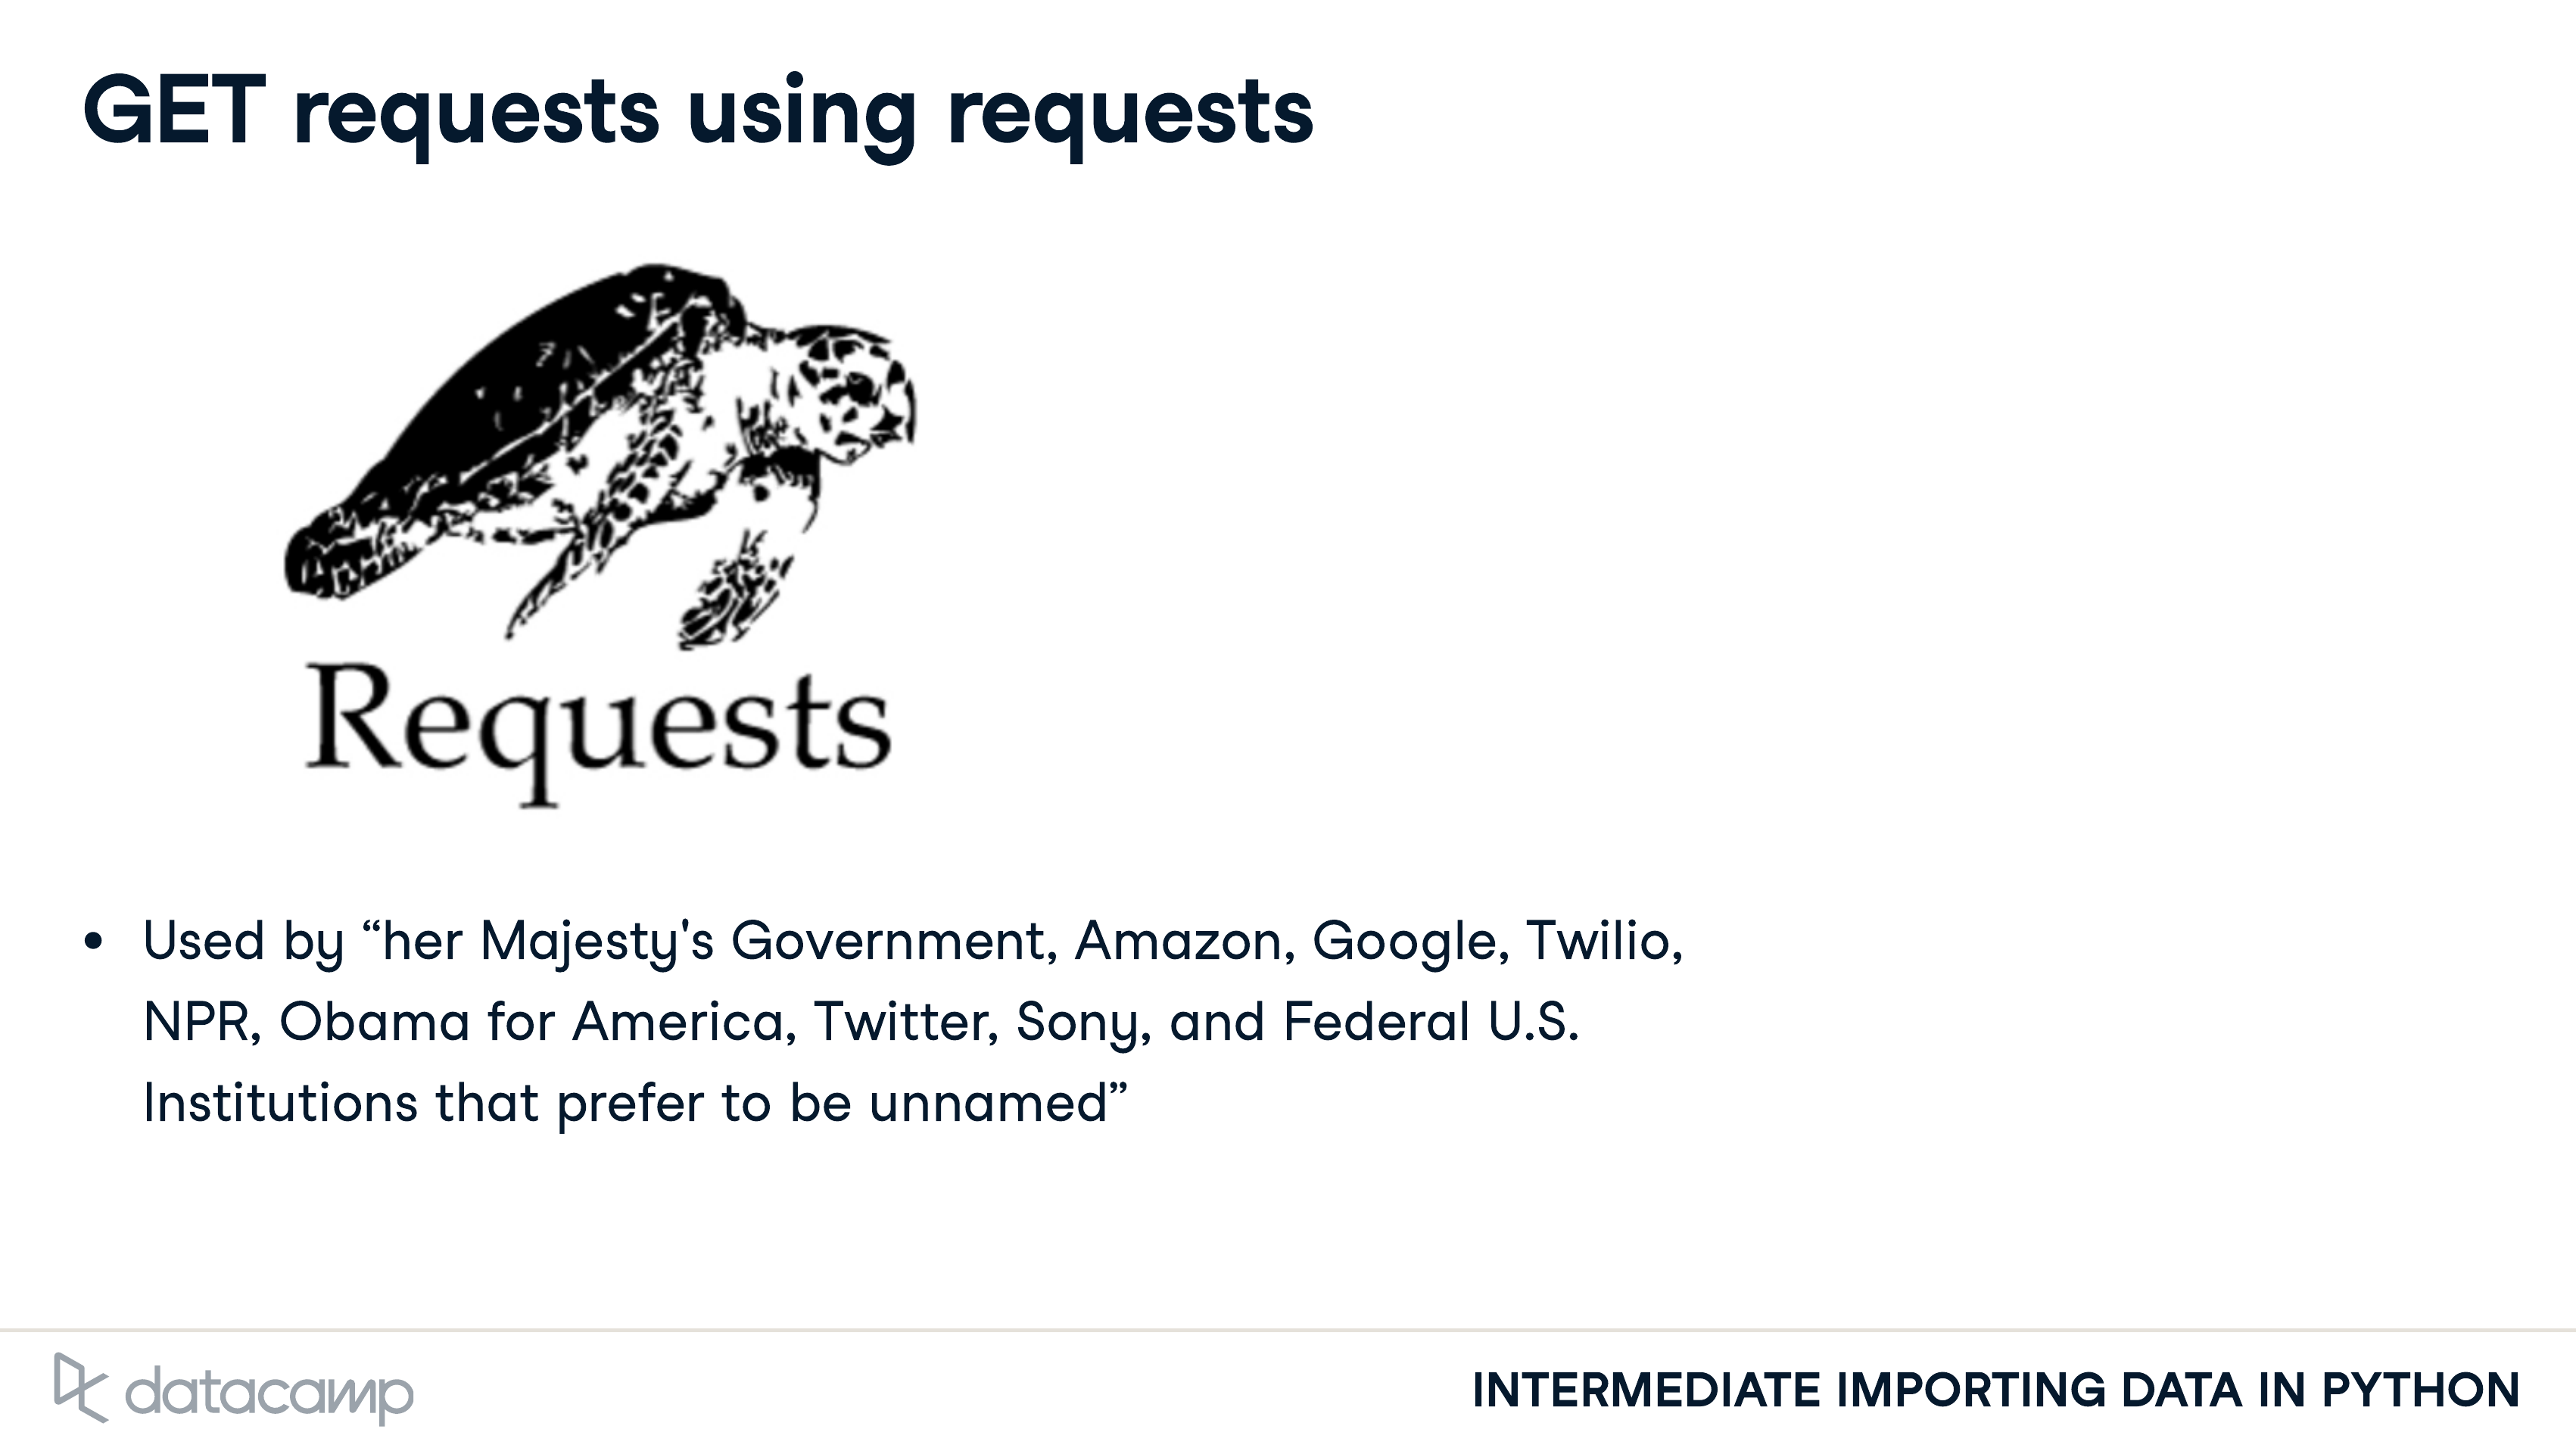 GET requests using requests
Requests
• Used by “her Majesty's Government, Amazon, Google, Twilio,
NPR, Obama for America, Twitter, Sony, and Federal U.S.
Institutions that prefer to be unnamed”
datacamp
INTERMEDIATE IMPORTING DATA IN PYTHON